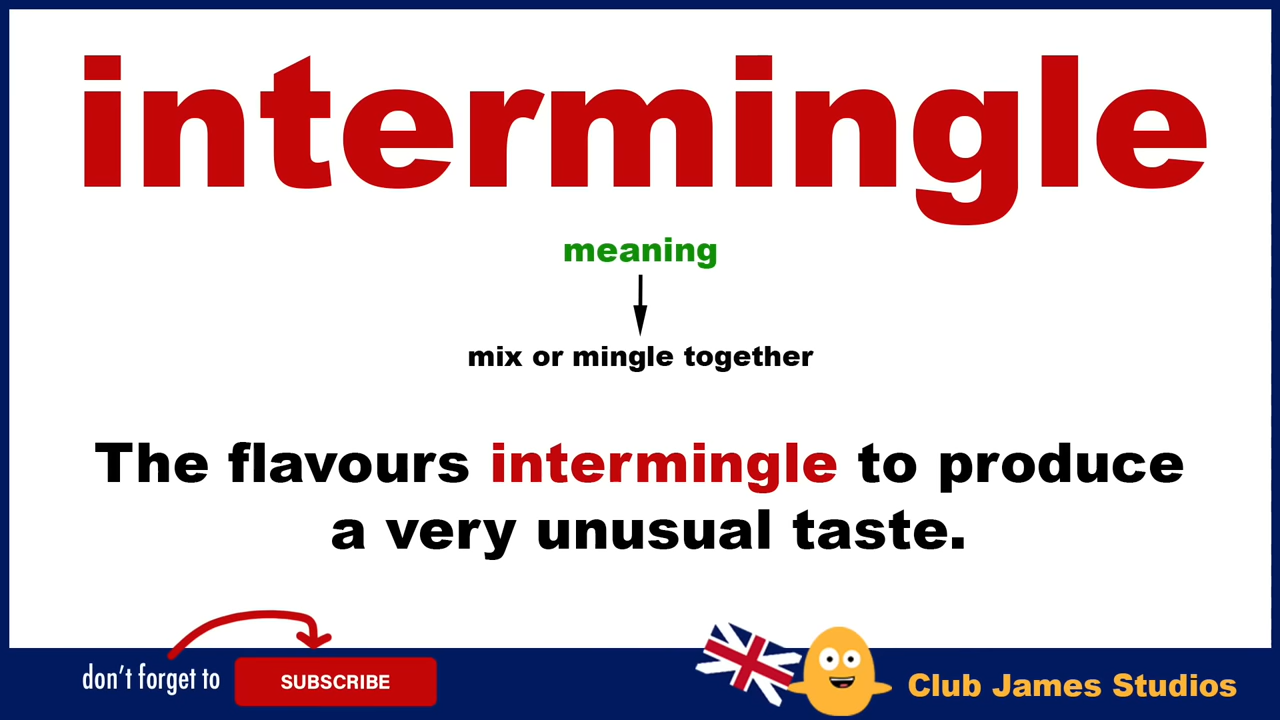 intermingle
meaning
mix or mingle together
The flavours intermingle to produce
a very unusual taste.
don't forget to
SUBSCRIBE
Club James Studios